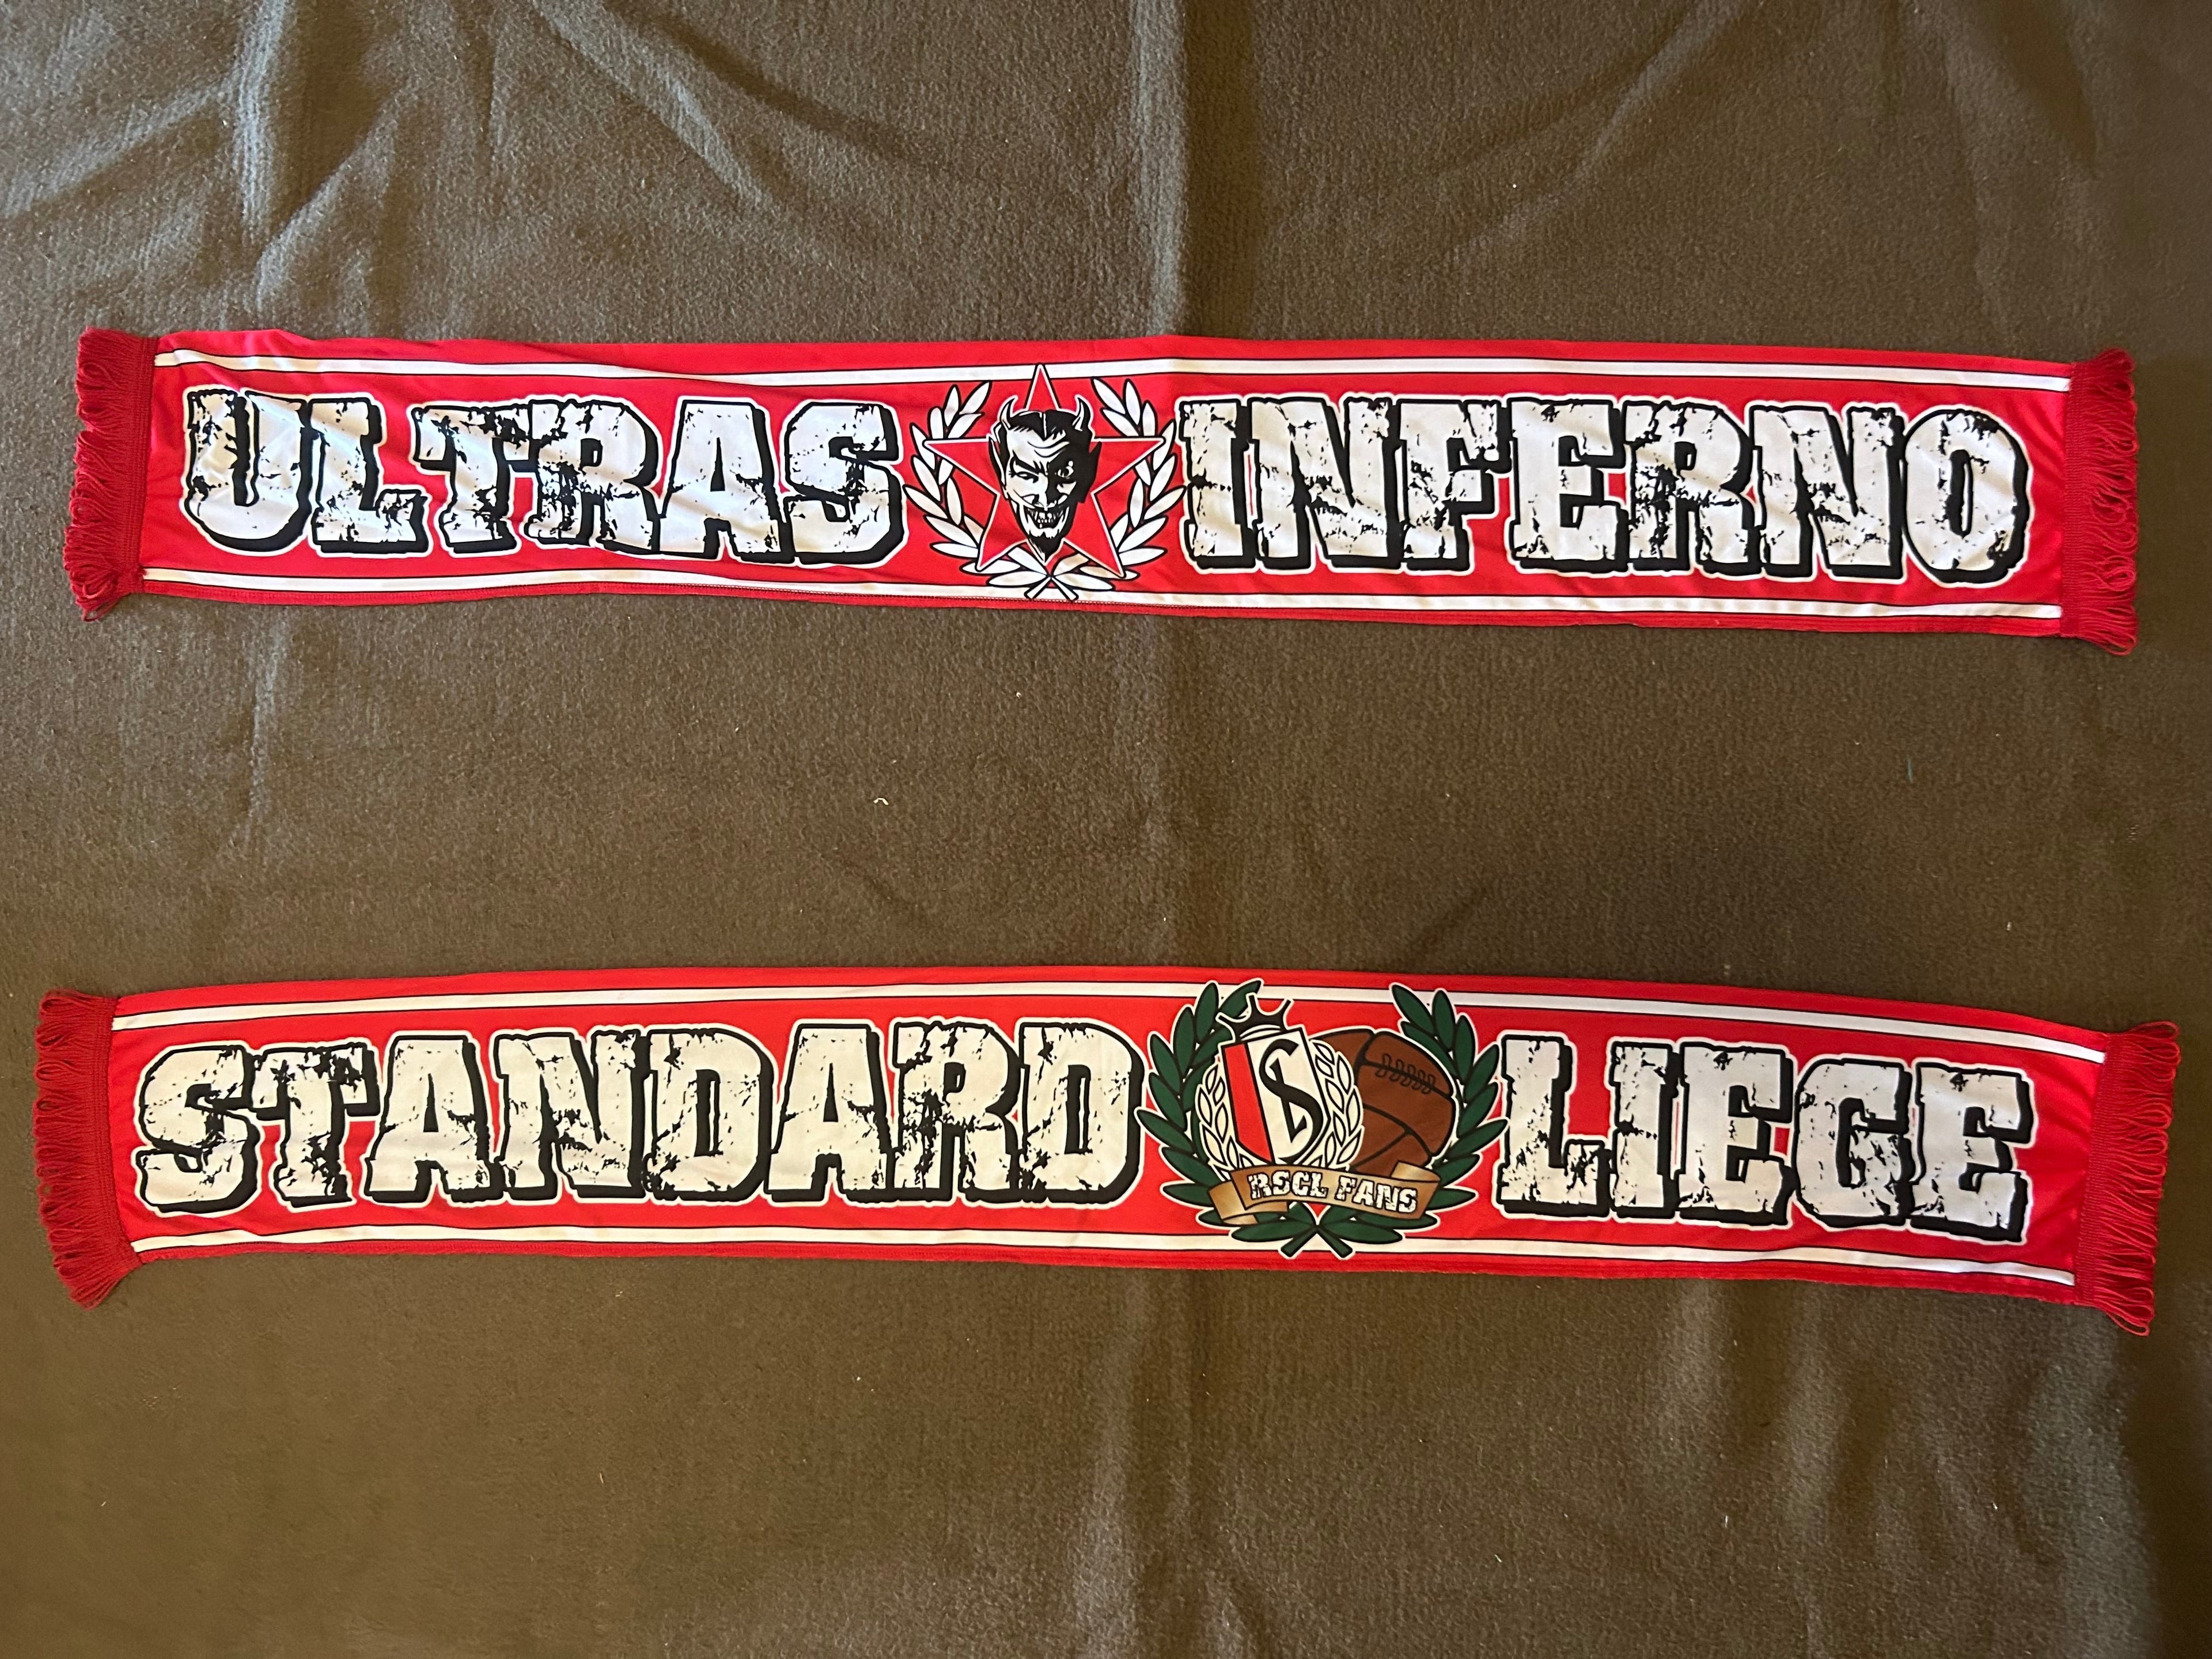 ULTRAS INFERNO
STANDARD LIEGE
RSCL FANS